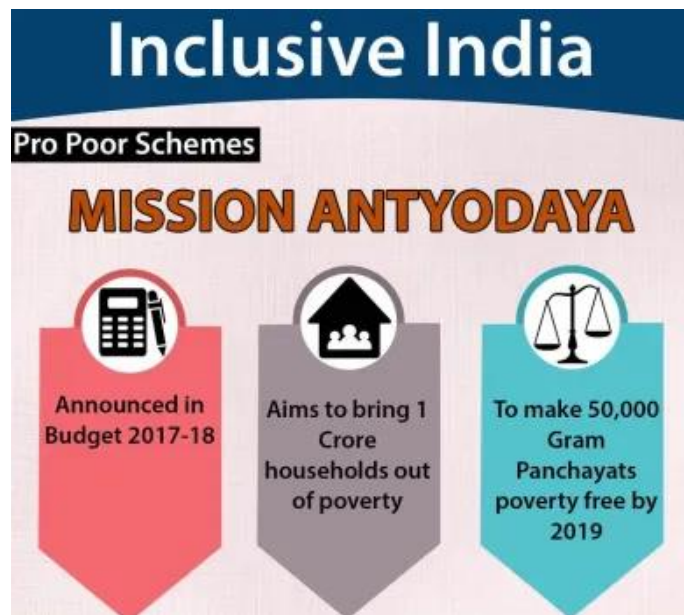 Inclusive India
Pro Poor Schemes
MISSION ANTYODAYA
Announced in
Budget 2017-18
Aims to bring 1
Crore
households out
of poverty
To make 50,000
Gram
Panchayats
poverty free by
2019